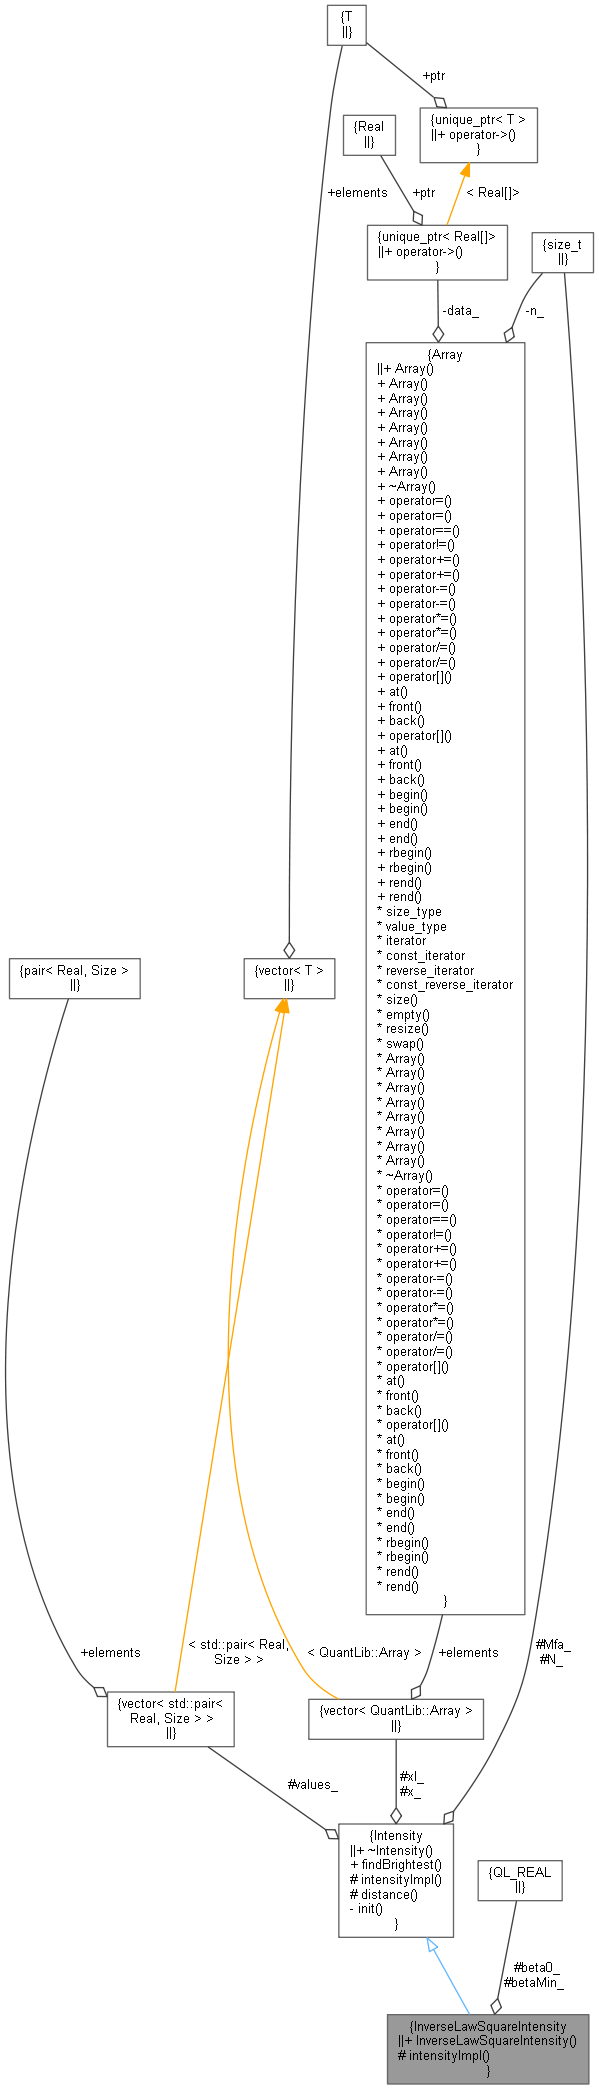 {T
||}
+ptr
{unique_ptr< T >
||+ operator->()
}
{Real
||}
+elements
+ptr
< Real[]>
{unique_ptr< Real[]>
||+ operator->()
}
{size_t
||}
-data_
-n_
{Array
||+ Array()
+ Array()
+ Array()
+ Array()
+ Array()
+ Array()
+ Array()
+ Array()
+ ~Array()
+ operator=()
+ operator=()
+ operator==()
+ operator!=()
+ operator+=()
+ operator+=()
+ operator-=()
+ operator-=()
+ operator*=()
+ operator*=()
+ operator/=()
+ operator/=()
+ operator[]()
+ at()
+ front()
+ back()
+ operator[]()
+ at()
+ front()
+ back()
+ begin()
+ begin()
+ end()
+ end()
+ rbegin()
+ rbegin()
+ rend()
+ rend()
* size_type
* value_type
* iterator
* const_iterator
* reverse_iterator
* const_reverse_iterator
* size()
* empty()
* resize()
* swap()
* Array()
* Array()
* Array()
* Array()
* Array()
* Array()
* Array()
* Array()
* ~Array()
* operator=()
* operator=()
* operator==()
* operator!=()
* operator+=()
* operator+=()
* operator-=()
* operator-=()
* operator*=()
* operator*=()
* operator/=()
* operator/=()
* operator[]()
* at()
* front()
* back()
* operator[]()
* at()
* front()
* back()
* begin()
* begin()
* end()
* end()
* rbegin()
* rbegin()
* rend()
* rend()
}
{pair< Real, Size >
||}
{vector< T >
||}
+elements
< std::pair< Real,
Size > >
< QuantLib::Array >
+elements
#Mfa_
#N_
{vector< std::pair<
Real, Size > >
||}
{vector< QuantLib::Array >
||}
#values_
#xI_
#x_
{Intensity
||+ ~Intensity()
+ findBrightest()
# intensityImpl()
# distance()
- init()
}
{QL_REAL
||}
#beta0_
#betaMin_
{InverseLawSquareIntensity
||+ InverseLawSquareIntensity()
# intensityImpl()
}